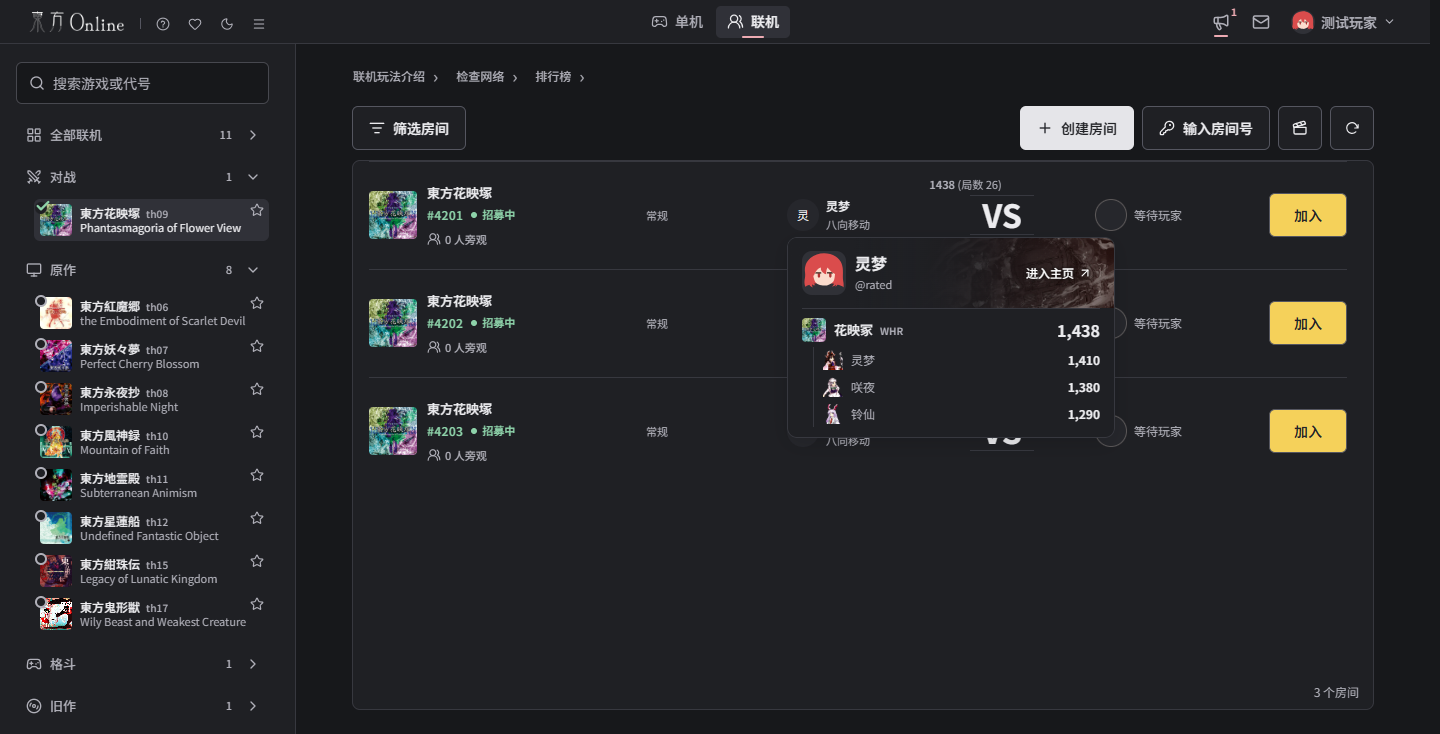 東方Online
单机
联机
1
测试玩家
搜索游戏或代号
全部联机 11
对战 1
東方花映塚 th09
Phantasmagoria of Flower View
原作 8
東方紅魔郷 th06
the Embodiment of Scarlet Devil
東方妖々夢 th07
Perfect Cherry Blossom
東方永夜抄 th08
Imperishable Night
東方風神録 th10
Mountain of Faith
東方地霊殿 th11
Subterranean Animism
東方星蓮船 th12
Undefined Fantastic Object
東方紺珠伝 th15
Legacy of Lunatic Kingdom
東方鬼形獣 th17
Wily Beast and Weakest Creature
格斗 1
旧作 1
联机玩法介绍 › 检查网络 › 排行榜 ›
筛选房间
创建房间
输入房间号
東方花映塚
#4201 • 招募中
0 人旁观
常规
1438 (局数 26)
灵
灵梦
八向移动
VS
等待玩家
加入
東方花映塚
#4202 • 招募中
0 人旁观
常规
等待玩家
加入
東方花映塚
#4203 • 招募中
0 人旁观
常规
八向移动
VS
等待玩家
加入
灵梦
@rated
进入主页
花映冢 WHR 1,438
灵梦 1,410
咲夜 1,380
铃仙 1,290
3 个房间